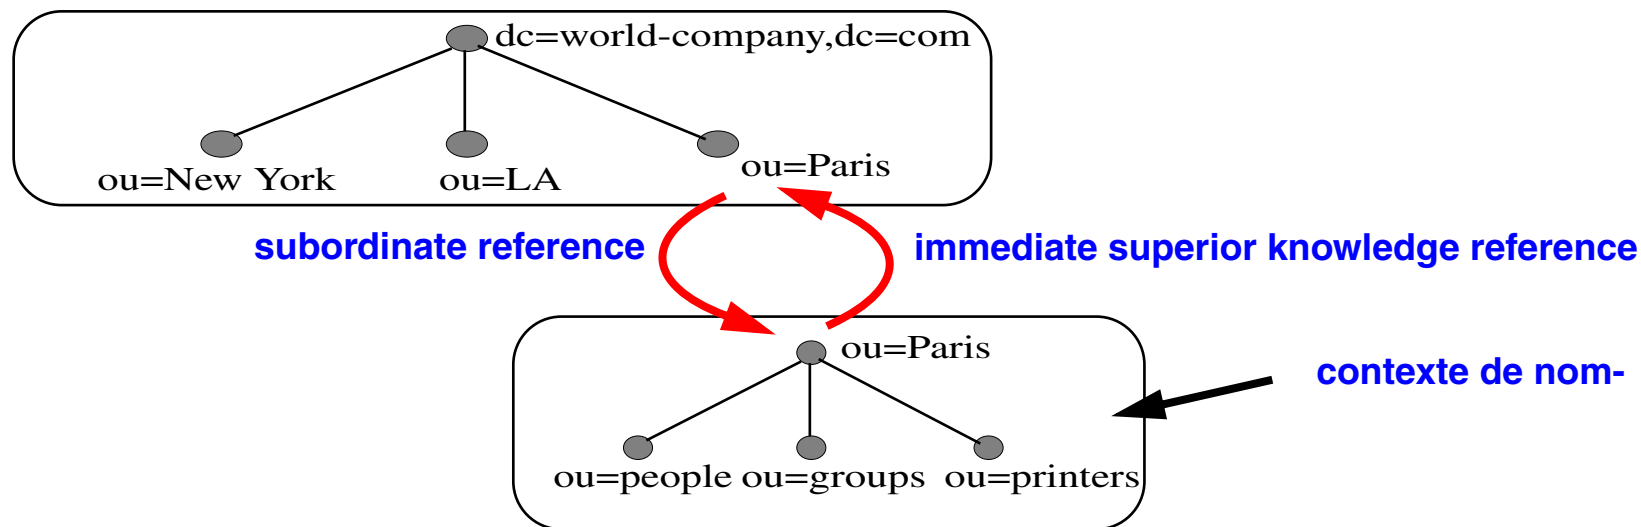 dc=world-company,dc=com
ou=New York
ou=LA
ou=Paris
subordinate reference
immediate superior knowledge reference
ou=Paris
contexte de nom-
ou=people
ou=groups
ou=printers